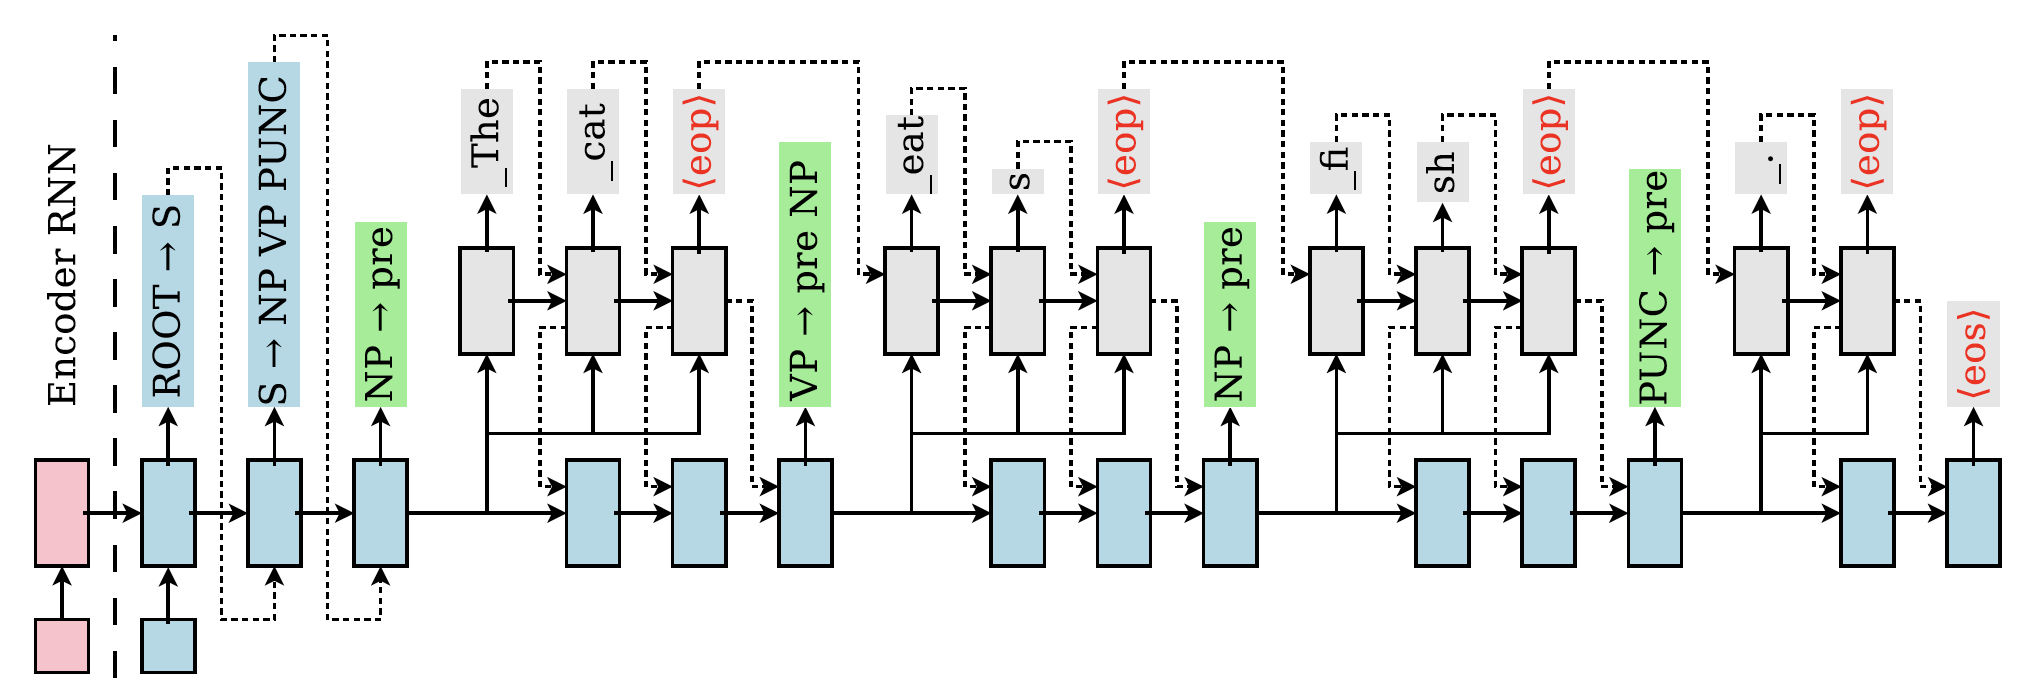 Encoder RNN
ROOT → S
S → NP VP PUNC
NP → pre
_The
_cat
⟨eop⟩
VP → pre NP
_eat
s
⟨eop⟩
NP → pre
_fi
sh
⟨eop⟩
PUNC → pre
_.
⟨eop⟩
⟨eos⟩